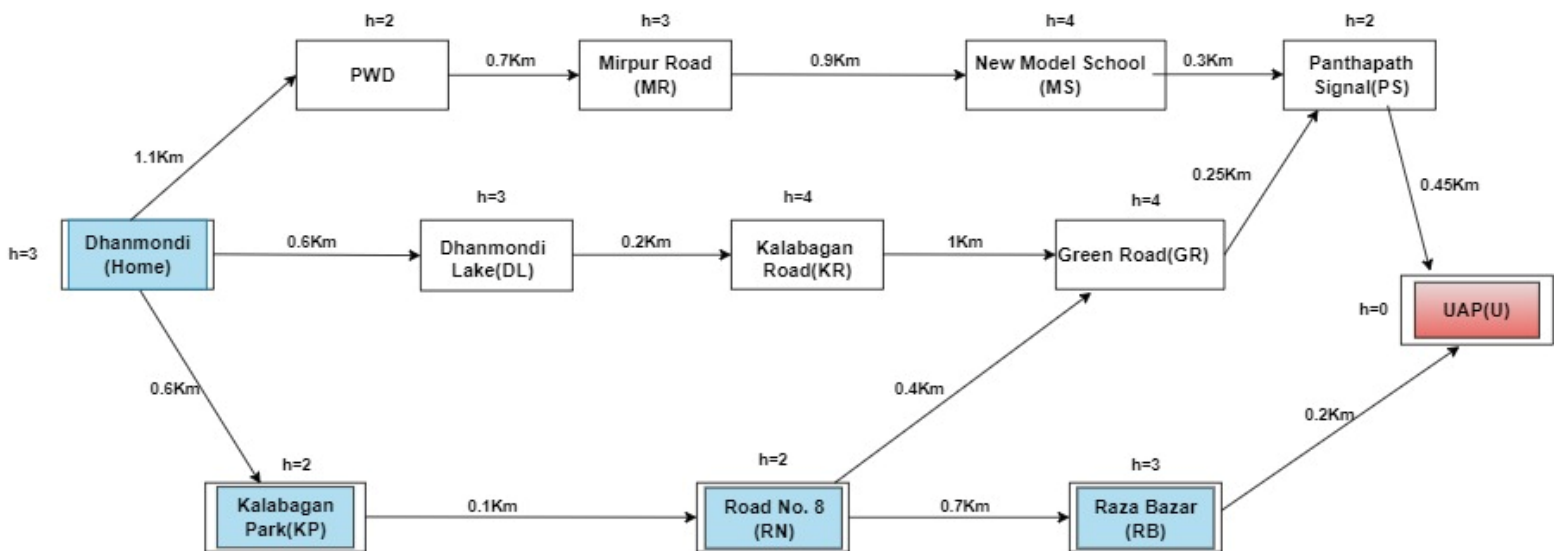 h=2
h=3
h=4
h=2
PWD
0.7Km
Mirpur Road
(MR)
0.9Km
New Model School
(MS)
0.3Km
Panthapath
Signal(PS)
1.1Km
0.25Km
0.45Km
h=3
h=4
h=4
h=3
Dhanmondi
(Home)
0.6Km
Dhanmondi
Lake(DL)
0.2Km
Kalabagan
Road(KR)
1Km
Green Road(GR)
h=0
UAP(U)
0.6Km
0.4Km
0.2Km
h=2
h=2
h=3
Kalabagan
Park(KP)
0.1Km
Road No. 8
(RN)
0.7Km
Raza Bazar
(RB)